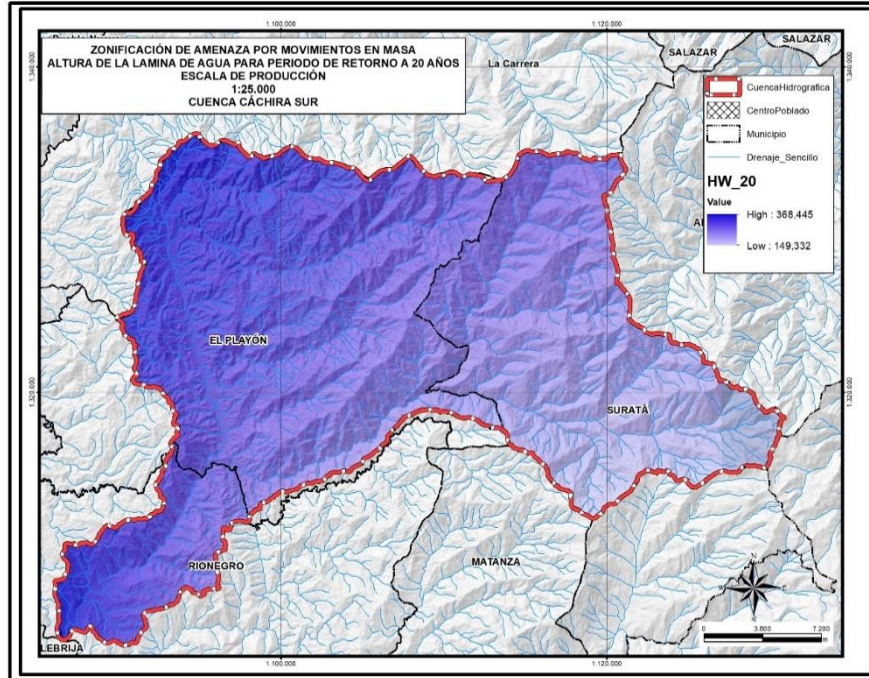 1.100.000
1.120.000
ZONIFICACIÓN DE AMENAZA POR MOVIMIENTOS EN MASA
ALTURA DE LA LAMINA DE AGUA PARA PERIODO DE RETORNO A 20 AÑOS
ESCALA DE PRODUCCIÓN
1:25.000
CUENCA CÁCHIRA SUR
1.340.000
1.340.000
La Carrera
SALAZAR
SALAZAR
CuencaHidrografica
CentroPoblado
Municipio
Drenaje_Sencillo
HW_20
Value
High : 368,445
Low : 149,332
EL PLAYÓN
1.320.000
1.320.000
SURATÁ
RIONEGRO
MATANZA
LEBRIJA
N
0
3.600
7.200
m
1.100.000
1.120.000